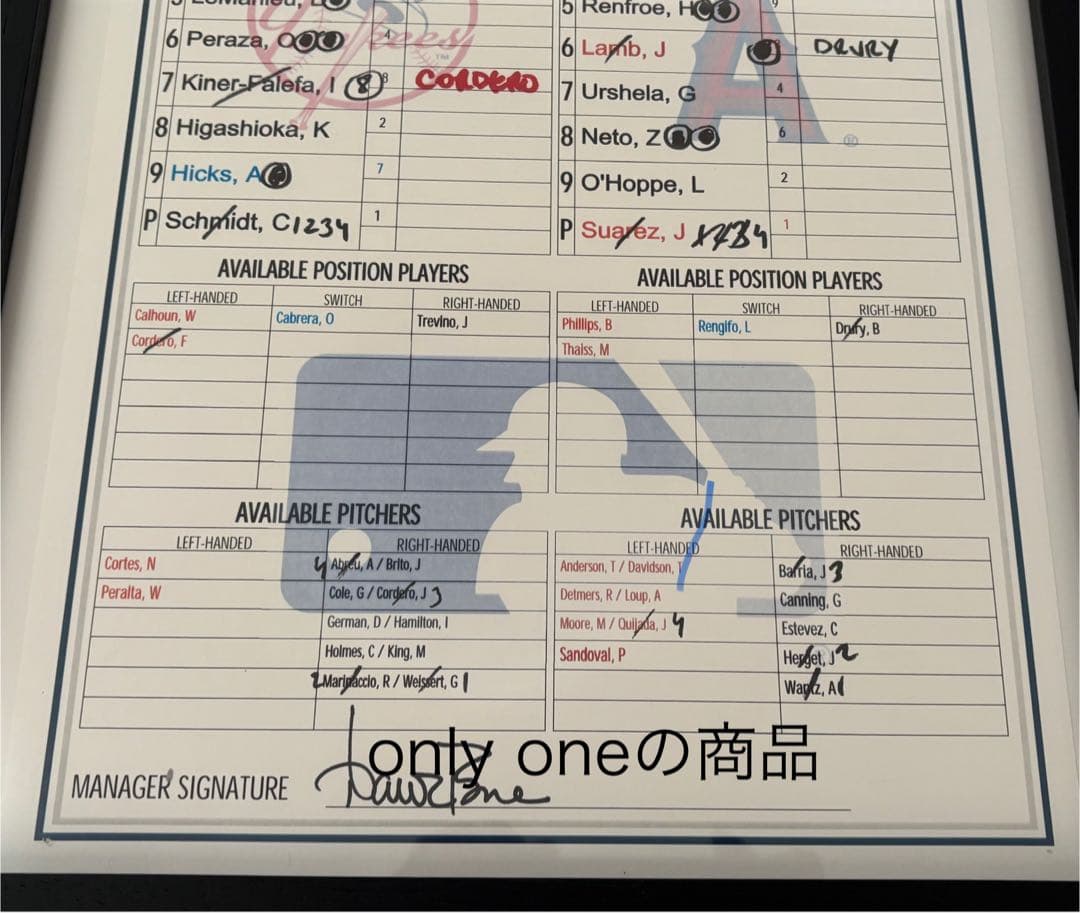 5 Renfroe, H
9
6 Peraza, O
4
6 Lamb, J DRURY
7 Kiner-Falefa, I 8 8 CORDERO
7 Urshela, G 4
8 Higashioka, K 2
8 Neto, Z 6
9 Hicks, A 7
9 O'Hoppe, L 2
P Schmidt, C 1234 1
P Suarez, J 1
AVAILABLE POSITION PLAYERS
LEFT-HANDED SWITCH RIGHT-HANDED
Calhoun, W Cabrera, O Trevino, J
Cordero, F
AVAILABLE POSITION PLAYERS
LEFT-HANDED SWITCH RIGHT-HANDED
Phillips, B Rengifo, L Drury, B
Thaiss, M
AVAILABLE PITCHERS
LEFT-HANDED RIGHT-HANDED
Cortes, N 4 Abreu, A / Brito, J
Peralta, W Cole, G / Cordero, J 3
German, D / Hamilton, I
Holmes, C / King, M
2 Marinaccio, R / Weissert, G 1
AVAILABLE PITCHERS
LEFT-HANDED RIGHT-HANDED
Anderson, T / Davidson, T Barria, J 3
Detmers, R / Loup, A Canning, G
Moore, M / Quijada, J 4 Estevez, C
Sandoval, P Herget, J 2
Wantz, A 1
only oneの商品
MANAGER SIGNATURE